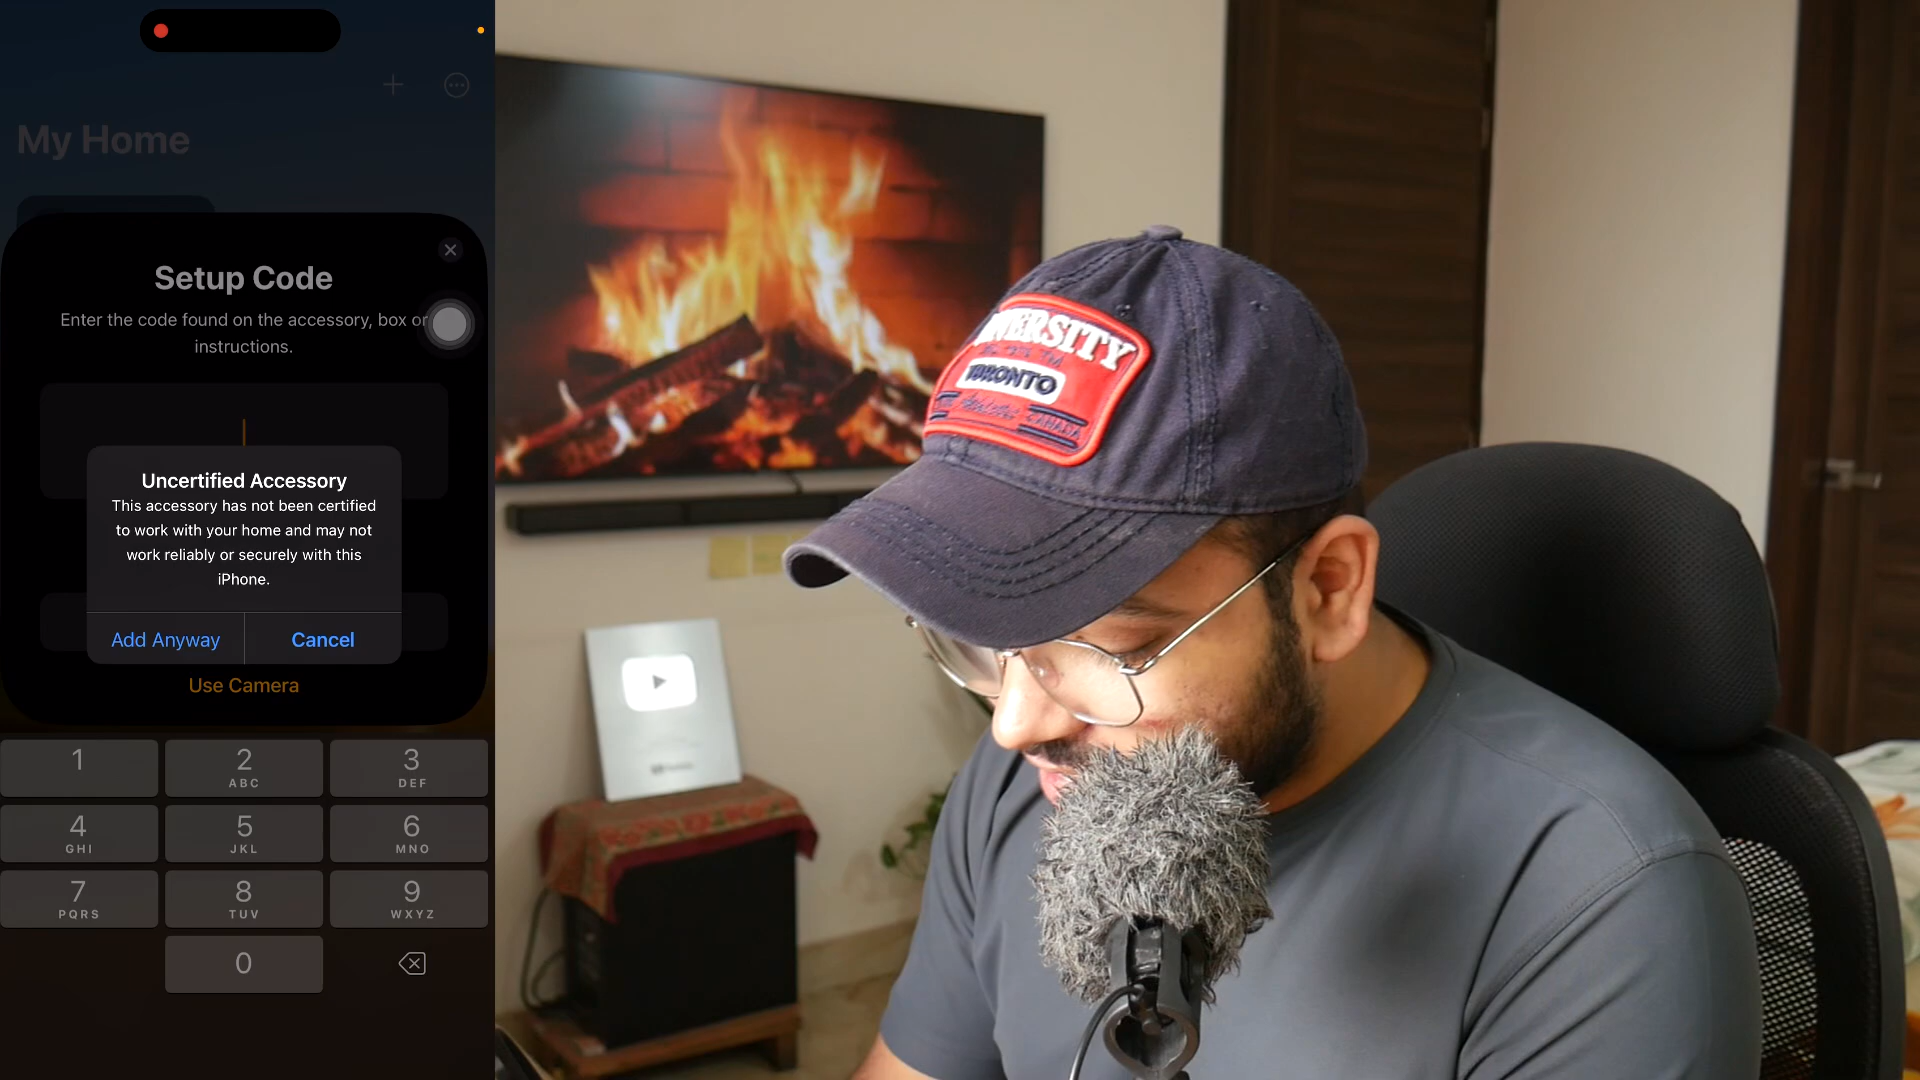 My Home
Setup Code
Enter the code found on the accessory, box or
instructions.
Uncertified Accessory
This accessory has not been certified
to work with your home and may not
work reliably or securely with this
iPhone.
Add Anyway
Cancel
Use Camera
1
2
ABC
3
DEF
4
GHI
5
JKL
6
MNO
7
PQRS
8
TUV
9
WXYZ
0
TORONTO
CANADA